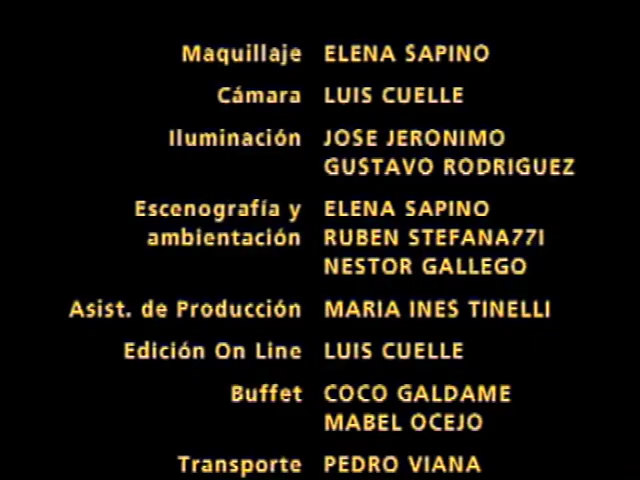 Maquillaje ELENA SAPINO
Cámara LUIS CUELLE
Iluminación JOSE JERONIMO
GUSTAVO RODRIGUEZ
Escenografía y ELENA SAPINO
ambientación RUBEN STEFANA77I
NESTOR GALLEGO
Asist. de Producción MARIA INES TINELLI
Edición On Line LUIS CUELLE
Buffet COCO GALDAME
MABEL OCEJO
Transporte PEDRO VIANA